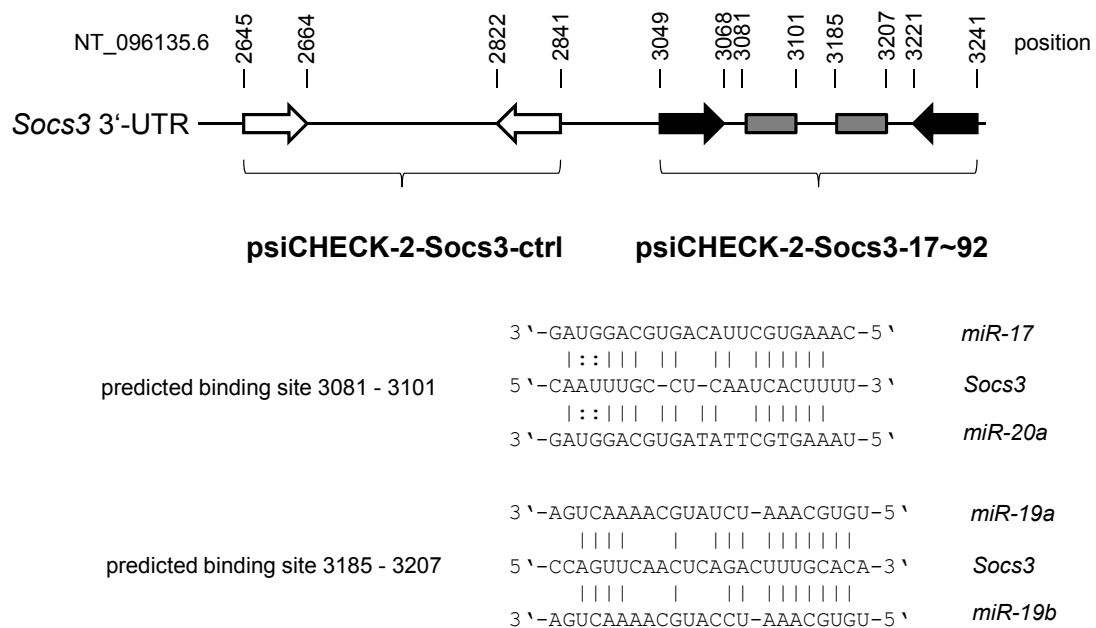 NT_096135.6 2645 2664 2822 2841 3049 3068 3081 3101 3185 3207 3221 3241 position
Socs3 3‘-UTR
psiCHECK-2-Socs3-ctrl psiCHECK-2-Socs3-17~92
3‘-GAUGGACGUGACAUUCGUGAAAC-5‘ miR-17
|::||| || || ||||||
predicted binding site 3081 - 3101 5‘-CAAUUUGC-CU-CAAUCACUUUU-3‘ Socs3
|::||| || || ||||||
3‘-GAUGGACGUGATATTCGTGAAAU-5‘ miR-20a
3‘-AGUCAAAACGUAUCU-AAACGUGU-5‘ miR-19a
|||| | ||| |||||||
predicted binding site 3185 - 3207 5‘-CCAGUUCAACUCAGACUUUGCACA-3‘ Socs3
|||| | || |||||||
3‘-AGUCAAAACGUACCU-AAACGUGU-5‘ miR-19b